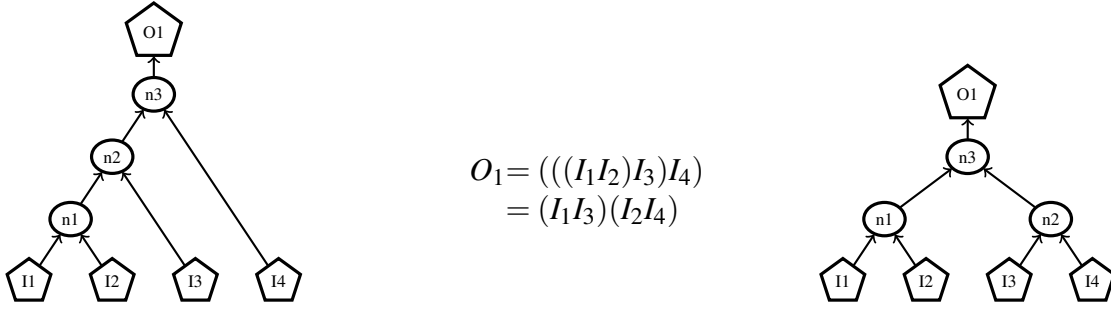 O1
n3
n2
n1
I1 I2 I3 I4
O₁= (((I₁I₂)I₃)I₄)
= (I₁I₃)(I₂I₄)
O1
n3
n1 n2
I1 I2 I3 I4